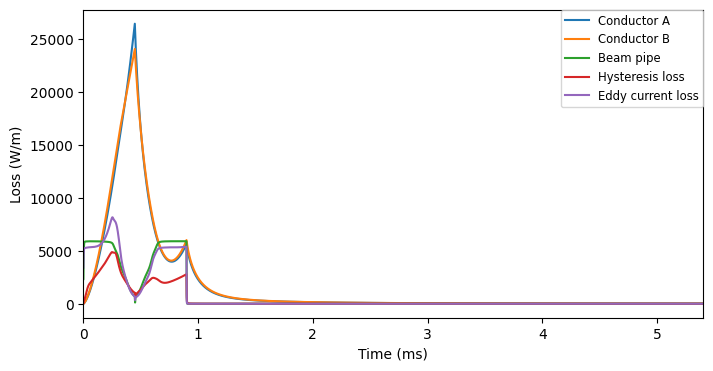 Conductor A
Conductor B
Beam pipe
Hysteresis loss
Eddy current loss
Loss (W/m)
25000
20000
15000
10000
5000
0
0 1 2 3 4 5
Time (ms)